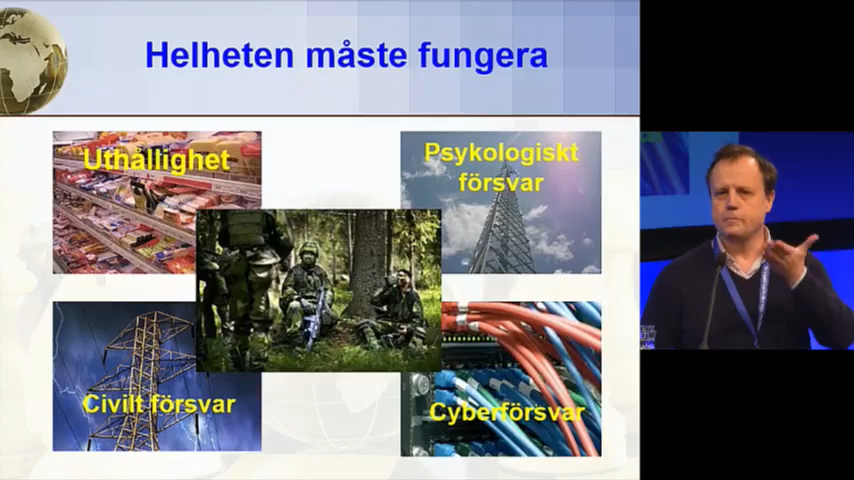 Helheten måste fungera
Uthållighet
Psykologiskt
försvar
Civilt försvar
Cyberförsvar